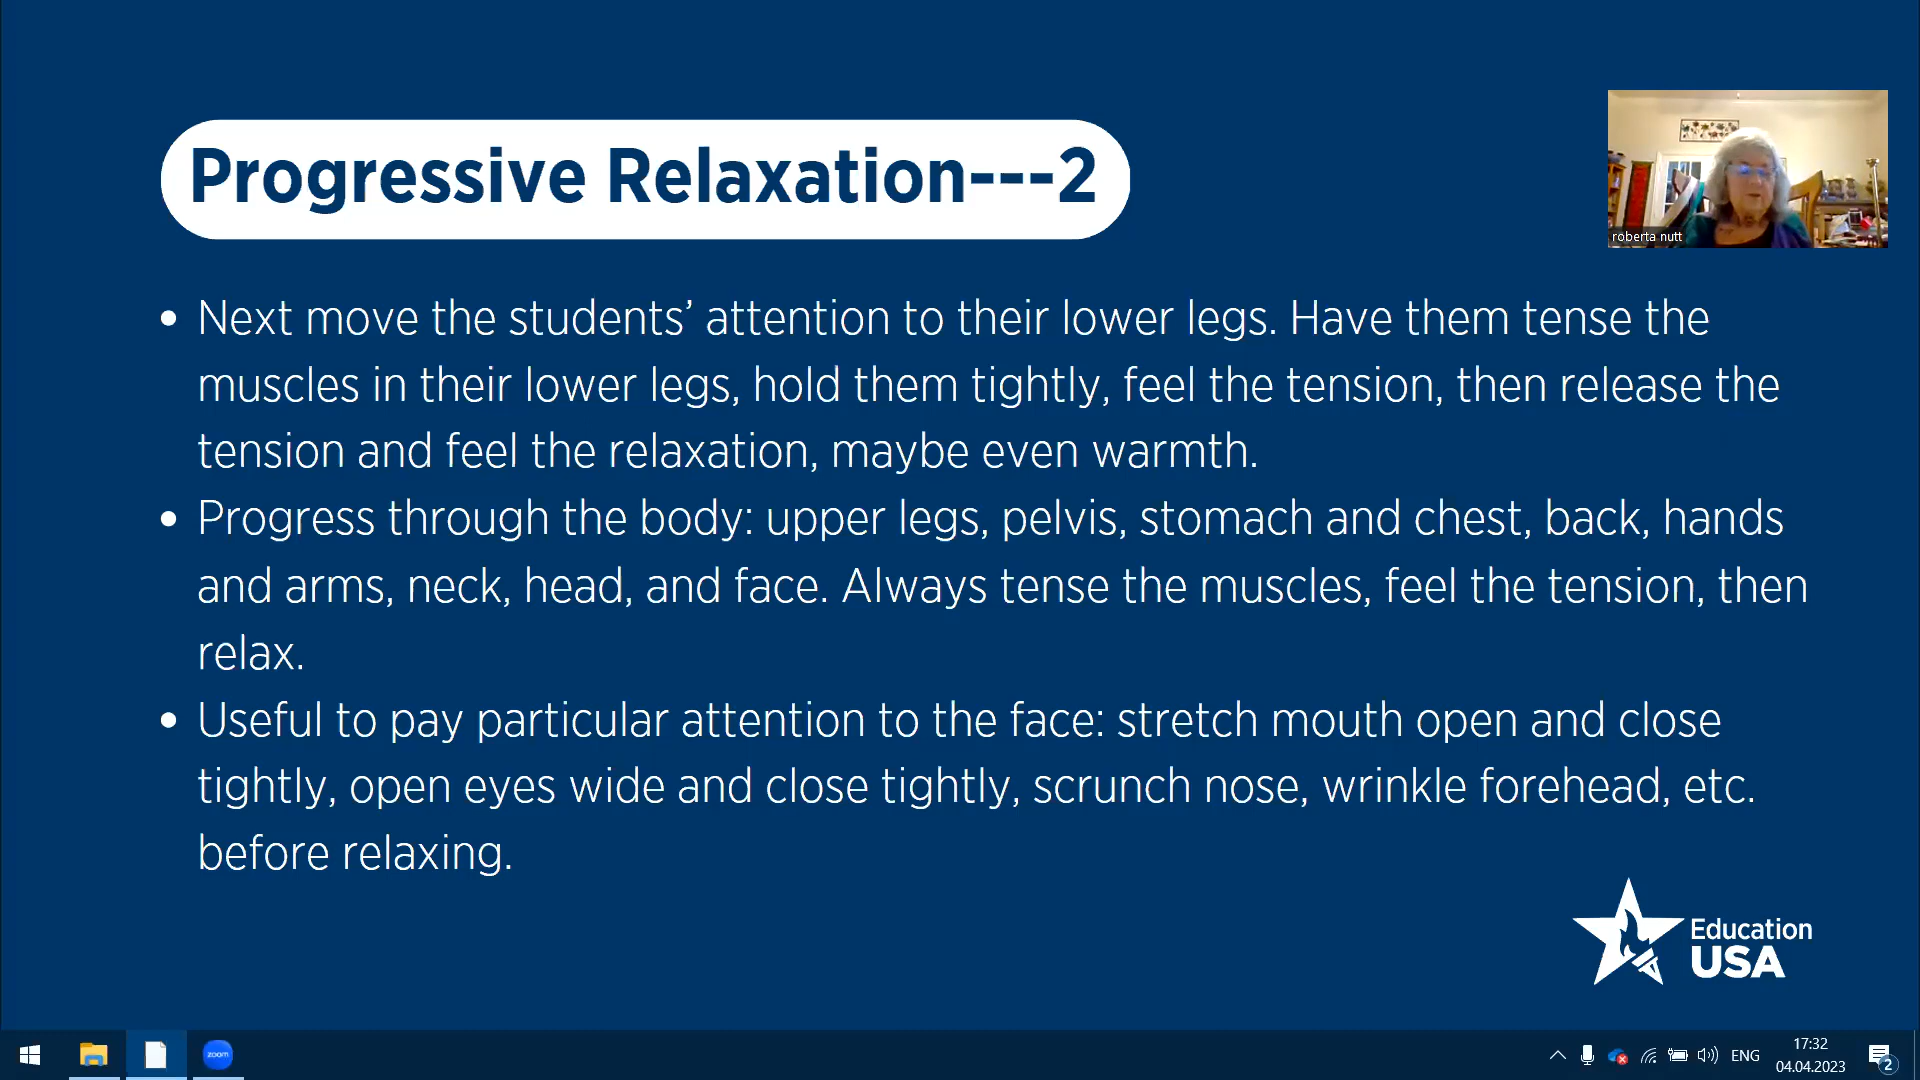 Progressive Relaxation---2
roberta nutt
• Next move the students’ attention to their lower legs. Have them tense the
muscles in their lower legs, hold them tightly, feel the tension, then release the
tension and feel the relaxation, maybe even warmth.
• Progress through the body: upper legs, pelvis, stomach and chest, back, hands
and arms, neck, head, and face. Always tense the muscles, feel the tension, then
relax.
• Useful to pay particular attention to the face: stretch mouth open and close
tightly, open eyes wide and close tightly, scrunch nose, wrinkle forehead, etc.
before relaxing.
Education
USA
zoom
ENG
17:32
04.04.2023
2